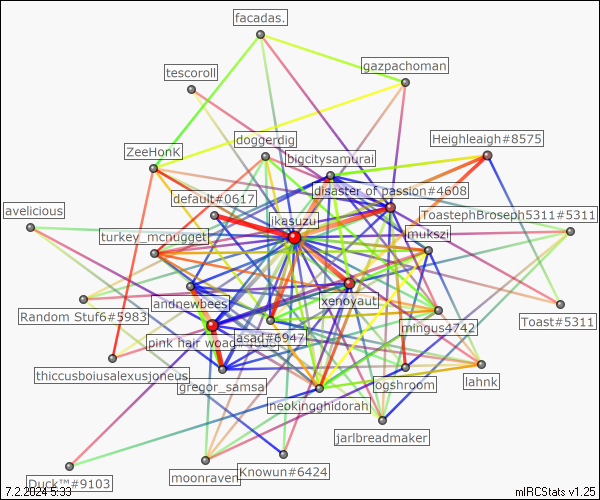 facadas.
gazpachoman
tescoroll
doggerdig
Heighleaigh#8575
ZeeHonK
bigcitysamurai
default#0617
disaster of passion#4608
avelicious
ikasuzu
ToastephBroseph5311#5311
turkey_mcnugget
mukszi
andnewbees
xenoyaut
Random Stuf6#5983
mingus4742
Toast#5311
pink hair woad
asad#6947
thiccusboiusalexusjoneus
gregor_samsa
ogshroom
lahnk
neokingghidorah
jarlbreadmaker
Duck™#9103
moonraven
Knowun#6424
7.2.2024 5:33
mIRCStats v1.25